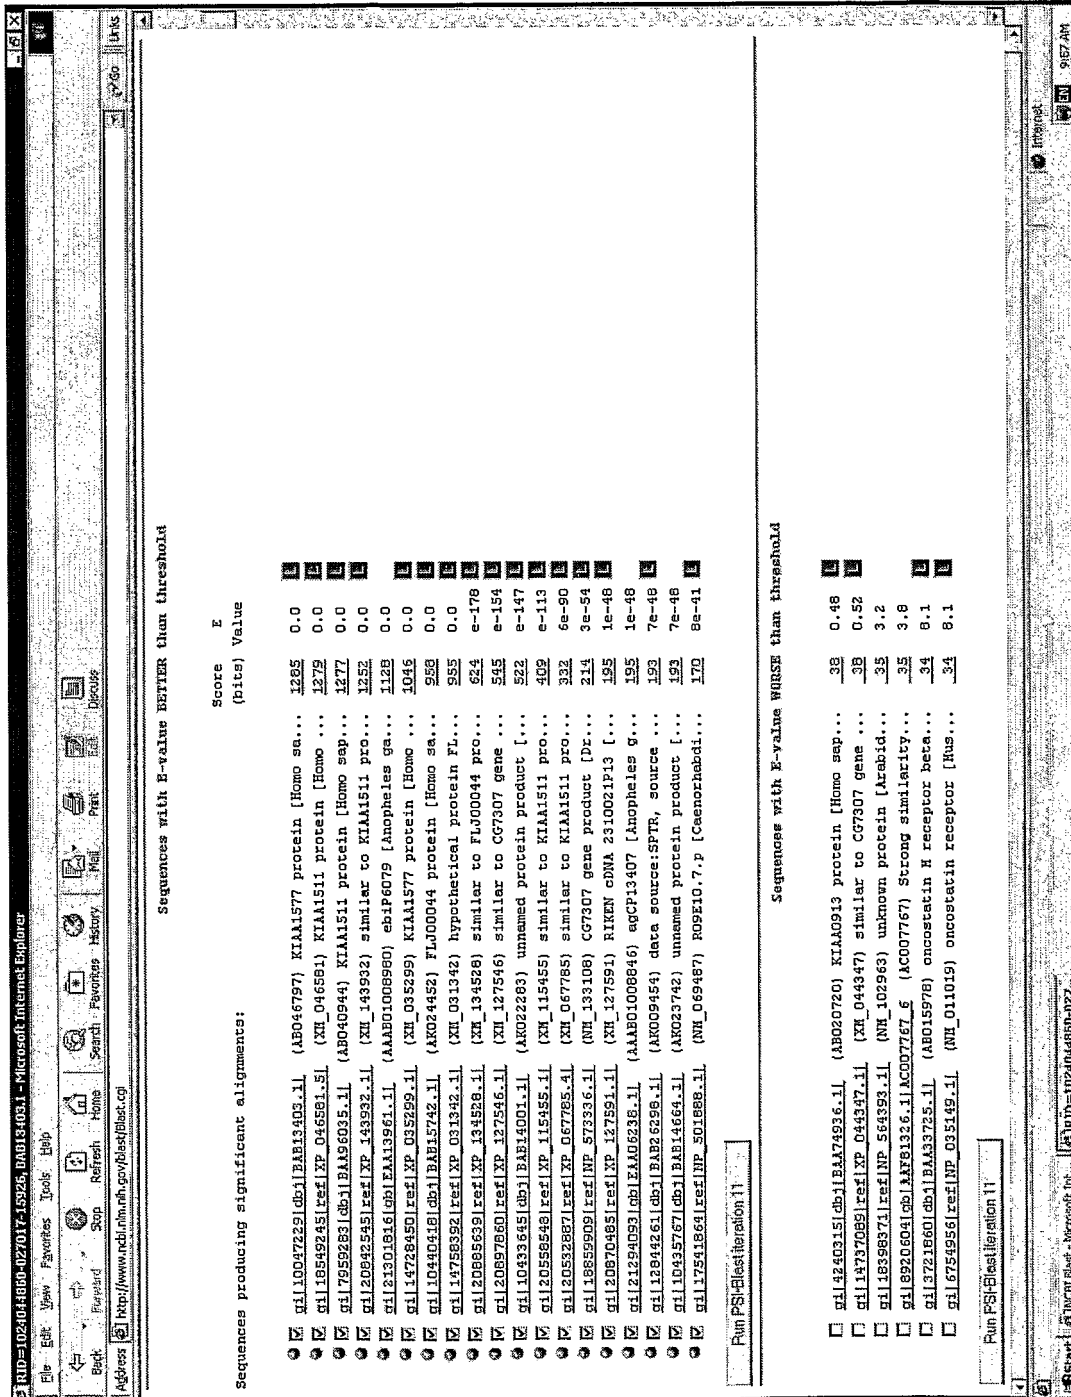 RID=1024044860-027017-15926, BAB13403.1 - Microsoft Internet Explorer
File Edit View Favorites Tools Help
Back Forward Stop Refresh Home Search Favorites History Mail Print Edit Discuss
Address http://www.ncbi.nlm.nih.gov/blast/Blast.cgi Go Links
Sequences with E-value BETTER than threshold
Score E
Sequences producing significant alignments: (bits) Value
gi|10047229|dbj|BAB13403.1| (AB046797) KIAA1577 protein [Homo sa... 1285 0.0 L
gi|18549245|ref|XP_046581.5| (XM_046581) KIAA1511 protein [Homo ... 1279 0.0 L
gi|7959283|dbj|BAA96035.1| (AB040944) KIAA1511 protein [Homo sap... 1277 0.0 L
gi|20842545|ref|XP_143932.1| (XM_143932) similar to KIAA1511 pro... 1252 0.0 L
gi|21301816|gb|EAA13961.1| (AAAB01008980) ebiP6079 [Anopheles ga... 1128 0.0
gi|14728450|ref|XP_035299.1| (XM_035299) KIAA1577 protein [Homo ... 1046 0.0 L
gi|10440418|dbj|BAB15742.1| (AK024452) FLJ00044 protein [Homo sa... 958 0.0 L
gi|14758392|ref|XP_031342.1| (XM_031342) hypothetical protein FL... 955 0.0 L
gi|20885639|ref|XP_134528.1| (XM_134528) similar to FLJ00044 pro... 624 e-178 L
gi|20897860|ref|XP_127546.1| (XM_127546) similar to CG7307 gene ... 545 e-154 L
gi|10433645|dbj|BAB14001.1| (AK022283) unnamed protein product [... 522 e-147 L
gi|20558548|ref|XP_115455.1| (XM_115455) similar to KIAA1511 pro... 409 e-113 L
gi|20532887|ref|XP_067785.4| (XM_067785) similar to KIAA1511 pro... 332 6e-90 L
gi|18859909|ref|NP_573336.1| (NM_133108) CG7307 gene product [Dr... 214 3e-54 L
gi|20870485|ref|XP_127591.1| (XM_127591) RIKEN cDNA 2310021P13 [... 195 1e-48 L
gi|21294093|gb|EAA06238.1| (AAAB01008846) agCP13407 [Anopheles g... 195 1e-48
gi|12844261|dbj|BAB26298.1| (AK009454) data source:SPTR, source ... 193 7e-48 L
gi|10435767|dbj|BAB14664.1| (AK023742) unnamed protein product [... 193 7e-48
gi|17541864|ref|NP_501888.1| (NM_069487) R09E10.7.p [Caenorhabdi... 170 8e-41 L
Run PSI-Blast iteration 11
Sequences with E-value WORSE than threshold
gi|4240315|dbj|BAA74936.1| (AB020720) KIAA0913 protein [Homo sap... 38 0.48 L
gi|14737089|ref|XP_044347.1| (XM_044347) similar to CG7307 gene ... 38 0.52 L
gi|18398371|ref|NP_564393.1| (NM_102963) unknown protein [Arabid... 35 3.2
gi|8920604|gb|AAF81326.1|AC007767_6 (AC007767) Strong similarity... 35 3.8
gi|3721860|dbj|BAA33725.1| (AB015978) oncostatin M receptor beta... 34 8.1 L
gi|6754956|ref|NP_035149.1| (NM_011019) oncostatin receptor [Mus... 34 8.1 L
Run PSI-Blast iteration 11
Internet
Start NCBI Blast - Microsoft Int... RID=1024044860-027... EN 9:57 AM